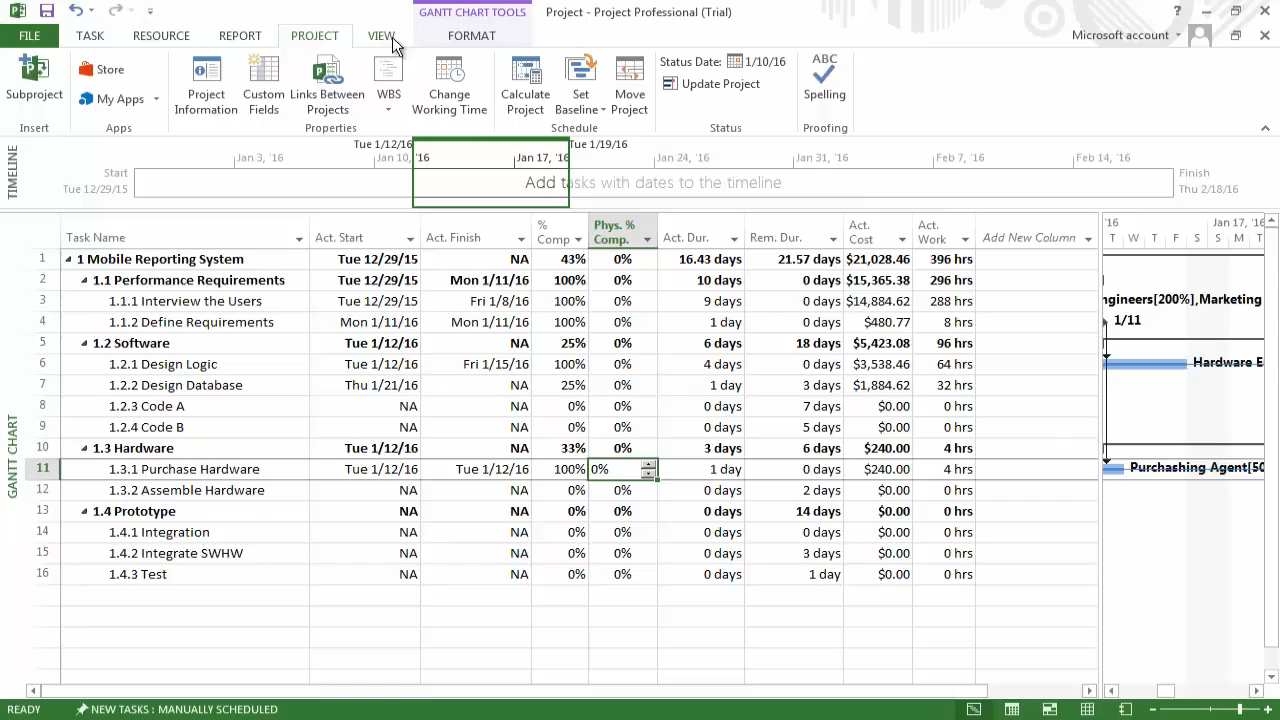 GANTT CHART TOOLS
Project - Project Professional (Trial)
?
FILE
TASK
RESOURCE
REPORT
PROJECT
VIEW
FORMAT
Microsoft account
Subproject
Store
My Apps
Project Information
Custom Fields
Links Between Projects
WBS
Change Working Time
Calculate Project
Set Baseline
Move Project
Status Date: 1/10/16
Update Project
ABC
Spelling
Insert
Apps
Properties
Schedule
Status
Proofing
TIMELINE
Tue 1/12/16
Tue 1/19/16
Jan 3, '16
Jan 10, '16
Jan 17, '16
Jan 24, '16
Jan 31, '16
Feb 7, '16
Feb 14, '16
Start
Tue 12/29/15
Add tasks with dates to the timeline
Finish
Thu 2/18/16
GANTT CHART
Task Name Act. Start Act. Finish % Comp Phys. % Comp. Act. Dur. Rem. Dur. Act. Cost Act. Work Add New Column
'16 Jan 17, '16
T W T F S S M T
1 1 Mobile Reporting System Tue 12/29/15 NA 43% 0% 16.43 days 21.57 days $21,028.46 396 hrs
2 1.1 Performance Requirements Tue 12/29/15 Mon 1/11/16 100% 0% 10 days 0 days $15,365.38 296 hrs
3 1.1.1 Interview the Users Tue 12/29/15 Fri 1/8/16 100% 0% 9 days 0 days $14,884.62 288 hrs
ngineers[200%],Marketing
4 1.1.2 Define Requirements Mon 1/11/16 Mon 1/11/16 100% 0% 1 day 0 days $480.77 8 hrs
1/11
5 1.2 Software Tue 1/12/16 NA 25% 0% 6 days 18 days $5,423.08 96 hrs
6 1.2.1 Design Logic Tue 1/12/16 Fri 1/15/16 100% 0% 4 days 0 days $3,538.46 64 hrs
Hardware E
7 1.2.2 Design Database Thu 1/21/16 NA 25% 0% 1 day 3 days $1,884.62 32 hrs
8 1.2.3 Code A NA NA 0% 0% 0 days 7 days $0.00 0 hrs
9 1.2.4 Code B NA NA 0% 0% 0 days 5 days $0.00 0 hrs
10 1.3 Hardware Tue 1/12/16 NA 33% 0% 3 days 6 days $240.00 4 hrs
11 1.3.1 Purchase Hardware Tue 1/12/16 Tue 1/12/16 100% 0% 1 day 0 days $240.00 4 hrs
Purchashing Agent[50
12 1.3.2 Assemble Hardware NA NA 0% 0% 0 days 2 days $0.00 0 hrs
13 1.4 Prototype NA NA 0% 0% 0 days 14 days $0.00 0 hrs
14 1.4.1 Integration NA NA 0% 0% 0 days 0 days $0.00 0 hrs
15 1.4.2 Integrate SWHW NA NA 0% 0% 0 days 3 days $0.00 0 hrs
16 1.4.3 Test NA NA 0% 0% 0 days 1 day $0.00 0 hrs
READY
NEW TASKS : MANUALLY SCHEDULED